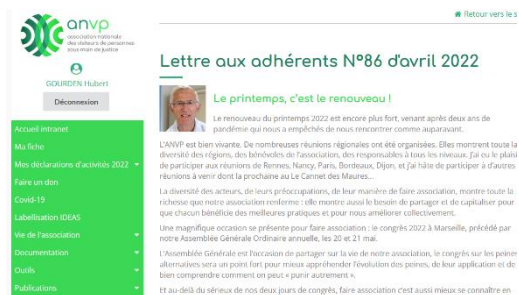 anvp
association nationale
des visiteurs de personnes
sous main de justice
GOURDEN Hubert
Déconnexion
Accueil intranet
Ma fiche
Mes déclarations d'activités 2022
Faire un don
Covid-19
Labellisation IDEAS
Vie de l'association
Documentation
Outils
Publications
Retour vers le s
Lettre aux adhérents N°86 d'avril 2022
Le printemps, c'est le renouveau !
Le renouveau du printemps 2022 est encore plus fort, venant après deux ans de
pandémie qui nous a empêchés de nous rencontrer comme auparavant.
L'ANVP est bien vivante. De nombreuses réunions régionales ont été organisées. Elles montrent toute la
diversité des régions, des bénévoles de l'association, des responsables à tous les niveaux. J'ai eu le plaisi
de participer aux réunions de Rennes, Nancy, Paris, Bordeaux, Dijon, et j'ai hâte de participer à d'autres
réunions à venir dont la prochaine au Le Cannet des Maures...
La diversité des acteurs, de leurs préoccupations, de leur manière de faire association, montre toute la
richesse que notre association renferme : elle montre aussi le besoin de partager et de capitaliser pour
que chacun bénéficie des meilleures pratiques et pour nous améliorer collectivement.
Une magnifique occasion se présente pour faire association : le congrès 2022 à Marseille, précédé par
notre Assemblée Générale Ordinaire annuelle, les 20 et 21 mai.
L'Assemblée Générale est l'occasion de partager sur la vie de notre association, le congrès sur les peines
alternatives sera un point fort pour mieux appréhender l'évolution des peines, de leur application et de
bien comprendre comment on peut « punir autrement ».
Et au-delà du sérieux de nos deux jours de congrès, faire association c'est aussi mieux se connaître en